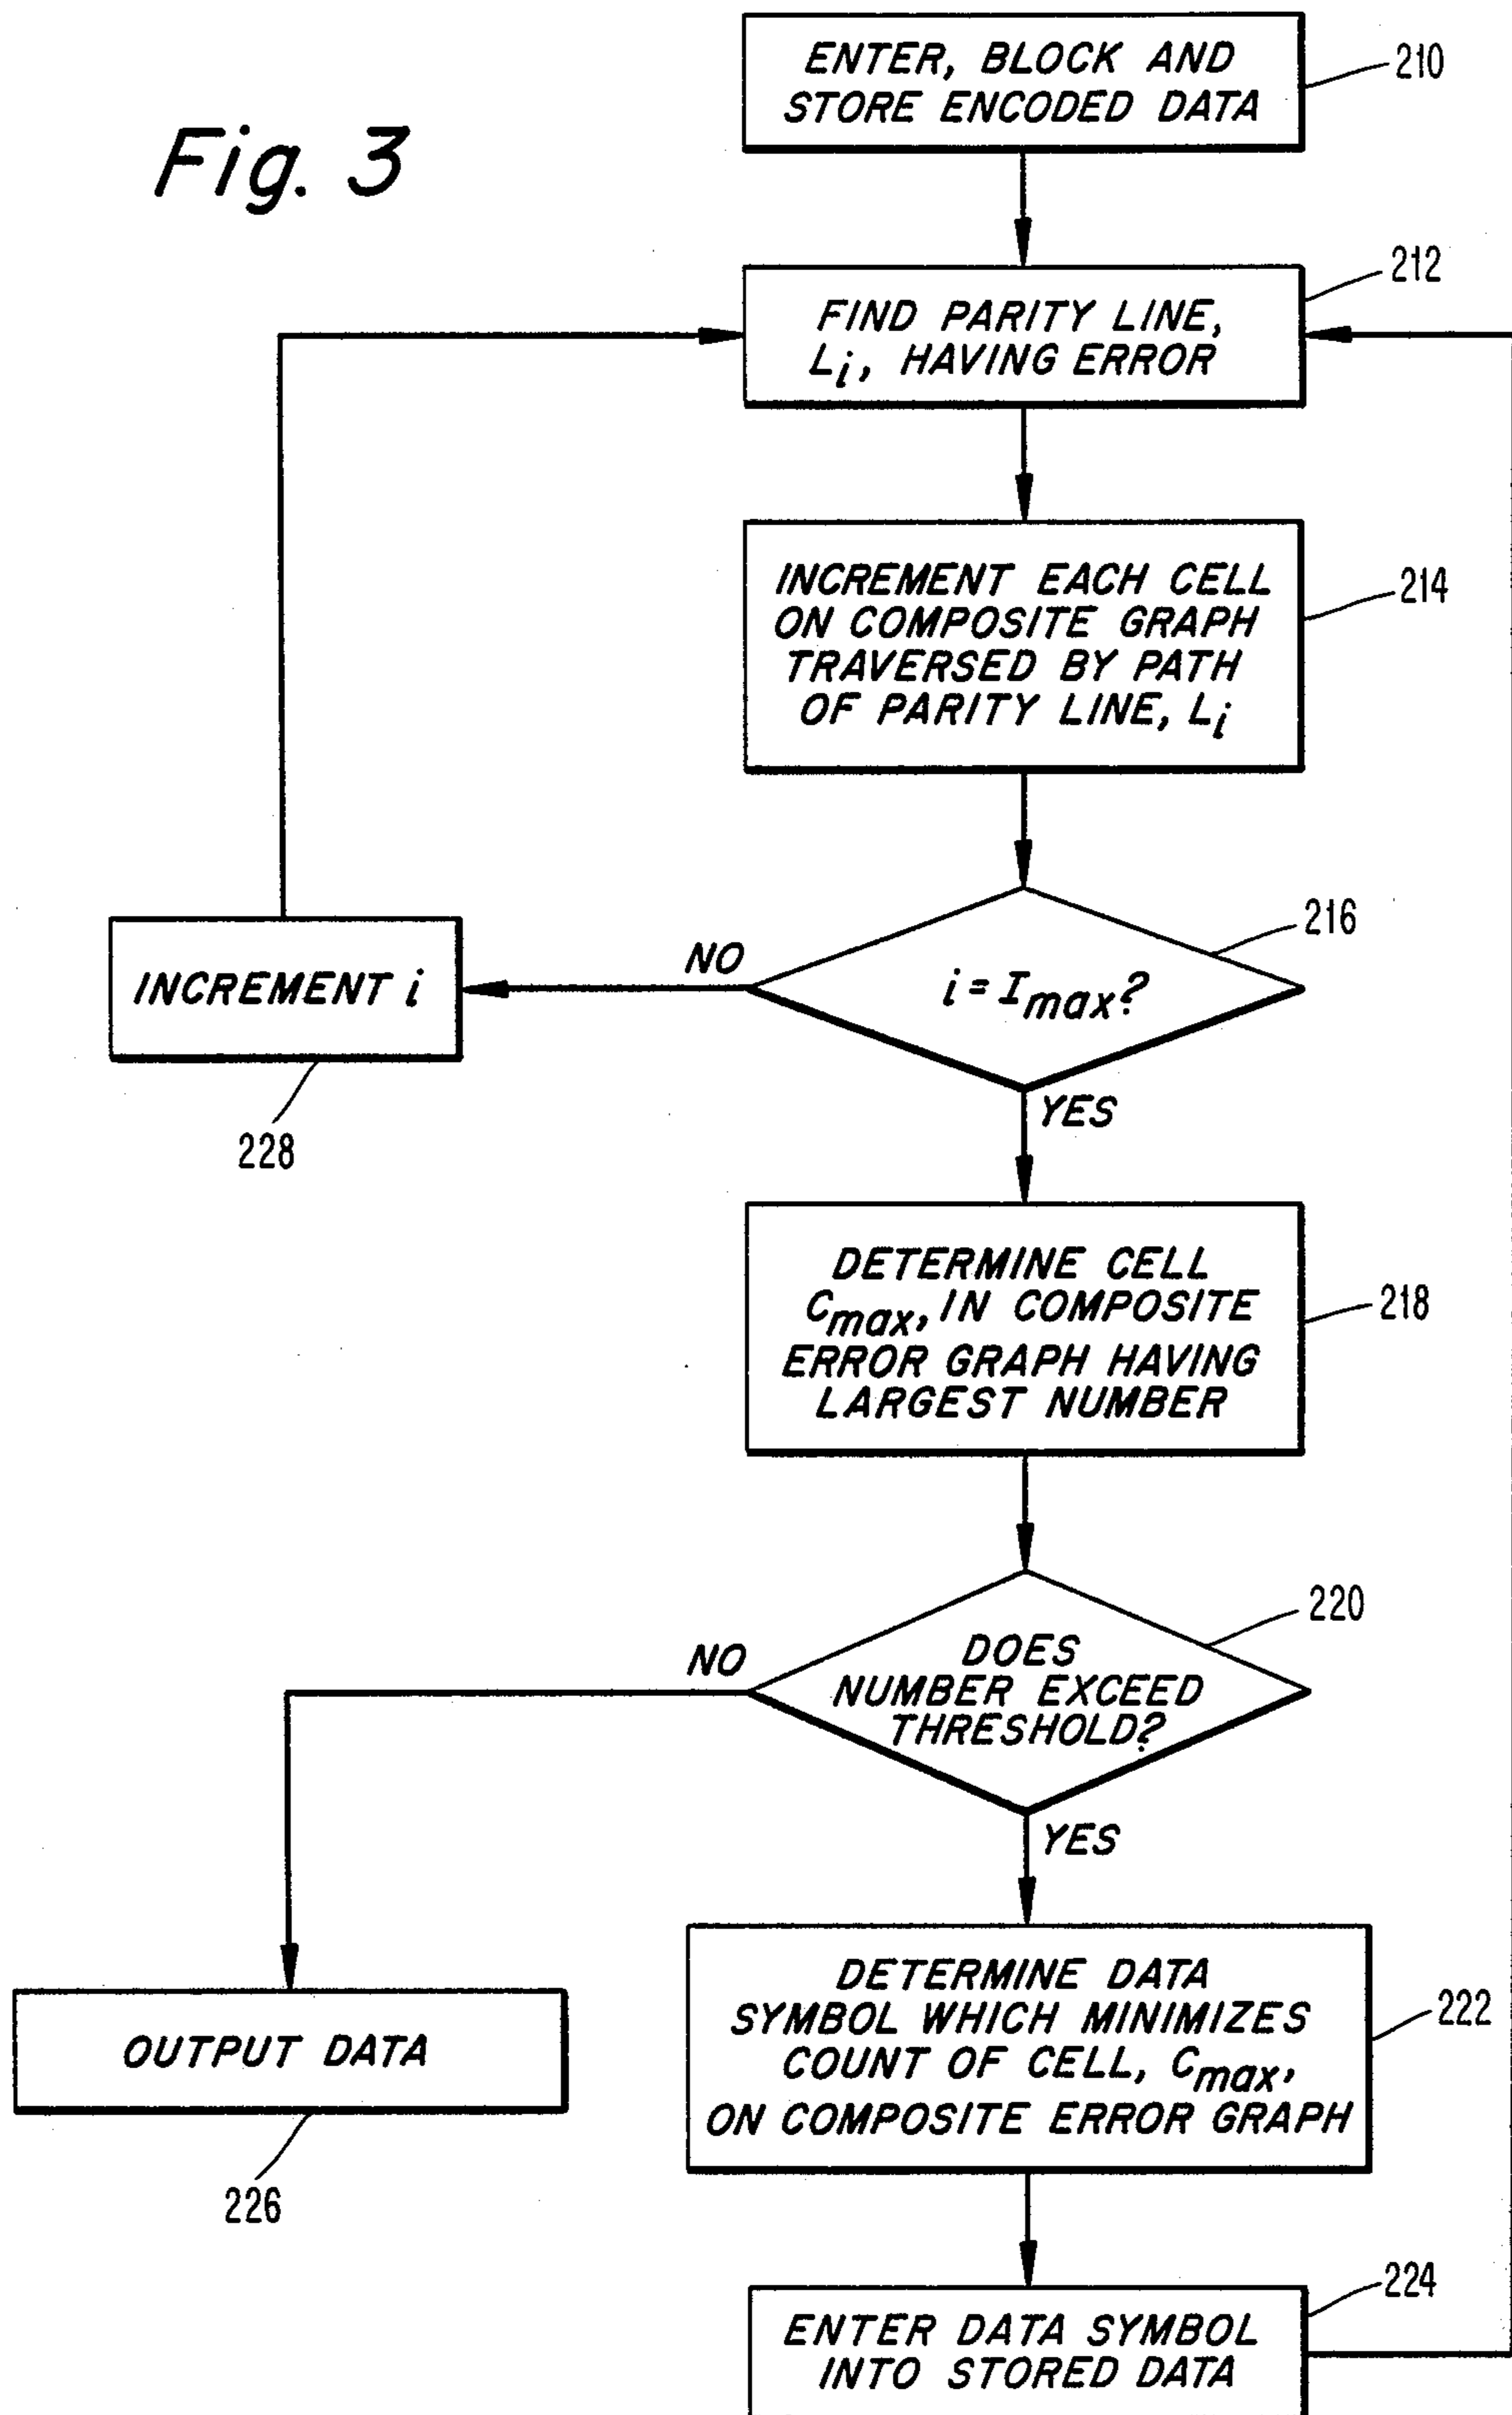 Fig. 3
ENTER, BLOCK AND
STORE ENCODED DATA
210
FIND PARITY LINE,
Li, HAVING ERROR
212
INCREMENT EACH CELL
ON COMPOSITE GRAPH
TRAVERSED BY PATH
OF PARITY LINE, Li
214
i = Imax?
216
NO
YES
INCREMENT i
228
DETERMINE CELL
Cmax, IN COMPOSITE
ERROR GRAPH HAVING
LARGEST NUMBER
218
DOES
NUMBER EXCEED
THRESHOLD?
220
NO
YES
OUTPUT DATA
226
DETERMINE DATA
SYMBOL WHICH MINIMIZES
COUNT OF CELL, Cmax,
ON COMPOSITE ERROR GRAPH
222
ENTER DATA SYMBOL
INTO STORED DATA
224